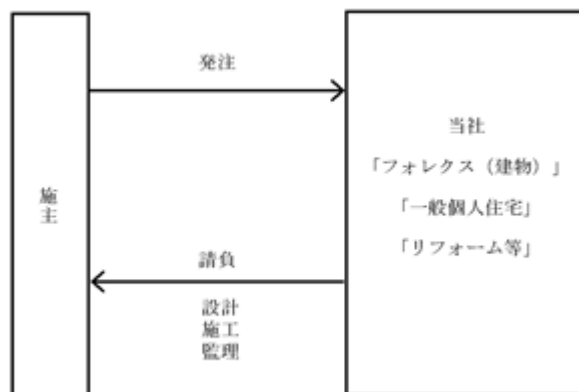 発注
施主
当社
「フォレクス（建物）」
「一般個人住宅」
「リフォーム等」
請負
設計
施工
監理